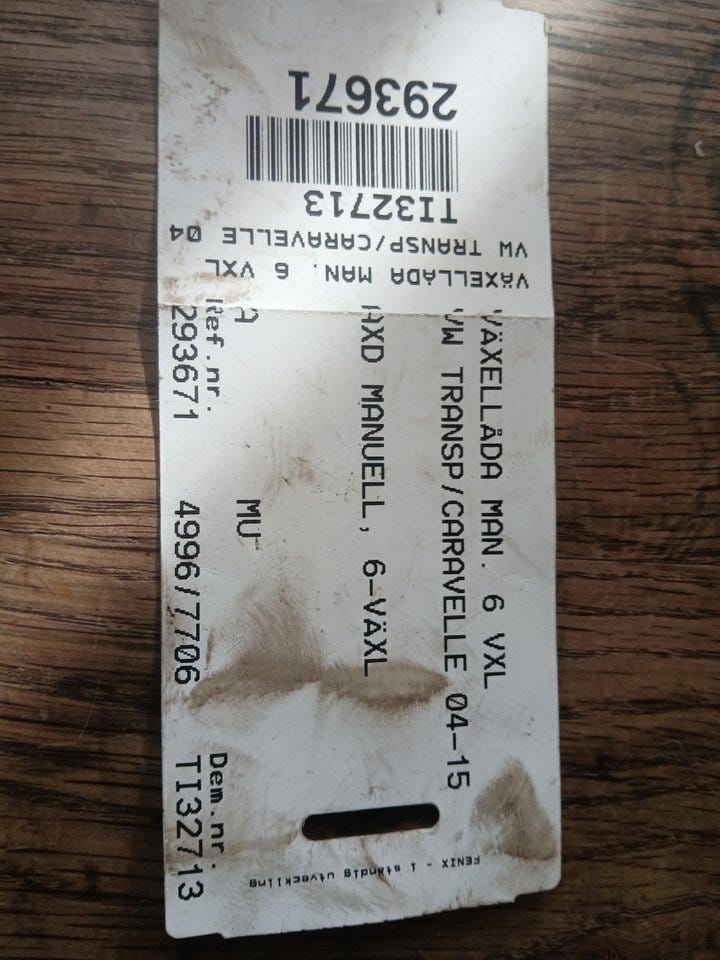 293671
TI32713
VW TRANSP/CARAVELLE 04
VÄXELLÅDA MAN. 6 VXL
VÄXELLÅDA MAN. 6 VXL
VW TRANSP/CARAVELLE 04-15
AXD MANUELL, 6-VÄXL
A MU
Ref.nr. Dem.nr.
293671 4996/7706 TI32713
FENIX - i ständig utveckling